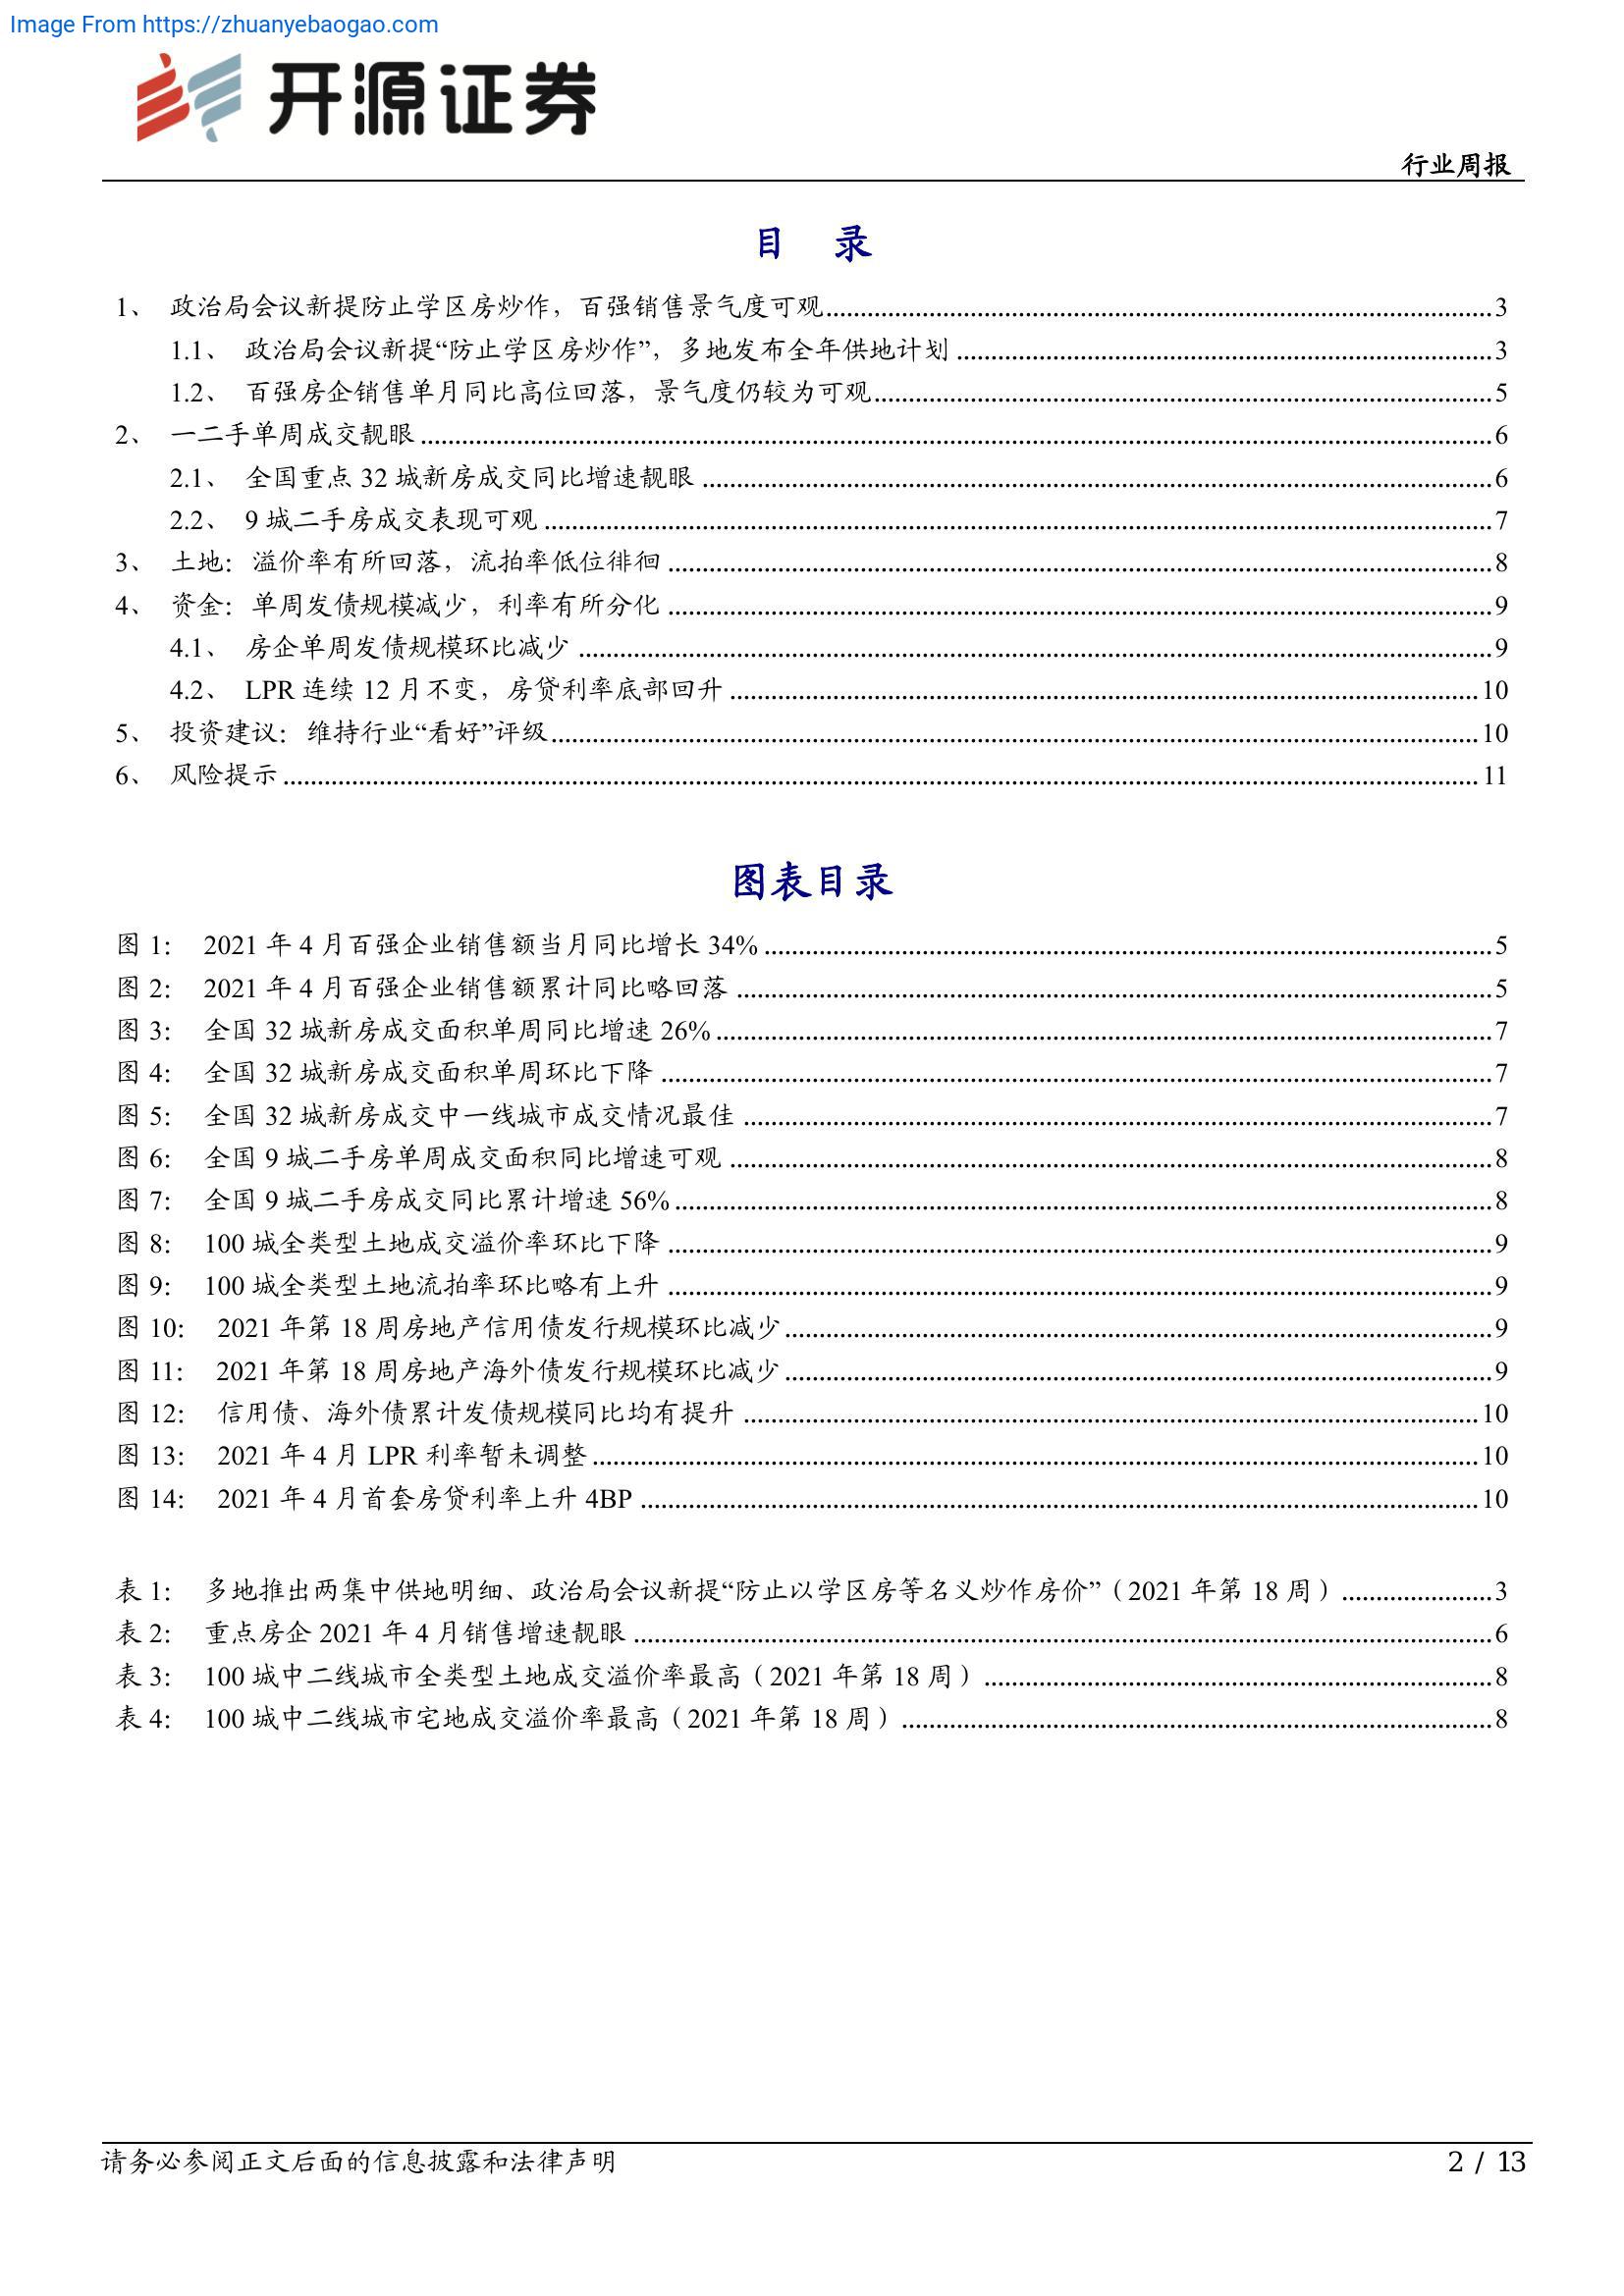 Image From https://zhuanyebaogao.com
开源证券
行业周报
目 录
1、 政治局会议新提防止学区房炒作，百强销售景气度可观 3
1.1、 政治局会议新提“防止学区房炒作”，多地发布全年供地计划 3
1.2、 百强房企销售单月同比高位回落，景气度仍较为可观 5
2、 一二手单周成交靓眼 6
2.1、 全国重点 32 城新房成交同比增速靓眼 6
2.2、 9 城二手房成交表现可观 7
3、 土地：溢价率有所回落，流拍率低位徘徊 8
4、 资金：单周发债规模减少，利率有所分化 9
4.1、 房企单周发债规模环比减少 9
4.2、 LPR 连续 12 月不变，房贷利率底部回升 10
5、 投资建议：维持行业“看好”评级 10
6、 风险提示 11
图表目录
图 1： 2021 年 4 月百强企业销售额当月同比增长 34% 5
图 2： 2021 年 4 月百强企业销售额累计同比略回落 5
图 3： 全国 32 城新房成交面积单周同比增速 26% 7
图 4： 全国 32 城新房成交面积单周环比下降 7
图 5： 全国 32 城新房成交中一线城市成交情况最佳 7
图 6： 全国 9 城二手房单周成交面积同比增速可观 8
图 7： 全国 9 城二手房成交同比累计增速 56% 8
图 8： 100 城全类型土地成交溢价率环比下降 9
图 9： 100 城全类型土地流拍率环比略有上升 9
图 10： 2021 年第 18 周房地产信用债发行规模环比减少 9
图 11： 2021 年第 18 周房地产海外债发行规模环比减少 9
图 12： 信用债、海外债累计发债规模同比均有提升 10
图 13： 2021 年 4 月 LPR 利率暂未调整 10
图 14： 2021 年 4 月首套房贷利率上升 4BP 10
表 1： 多地推出两集中供地明细、政治局会议新提“防止以学区房等名义炒作房价”（2021 年第 18 周） 3
表 2： 重点房企 2021 年 4 月销售增速靓眼 6
表 3： 100 城中二线城市全类型土地成交溢价率最高（2021 年第 18 周） 8
表 4： 100 城中二线城市宅地成交溢价率最高（2021 年第 18 周） 8
请务必参阅正文后面的信息披露和法律声明 2 / 13